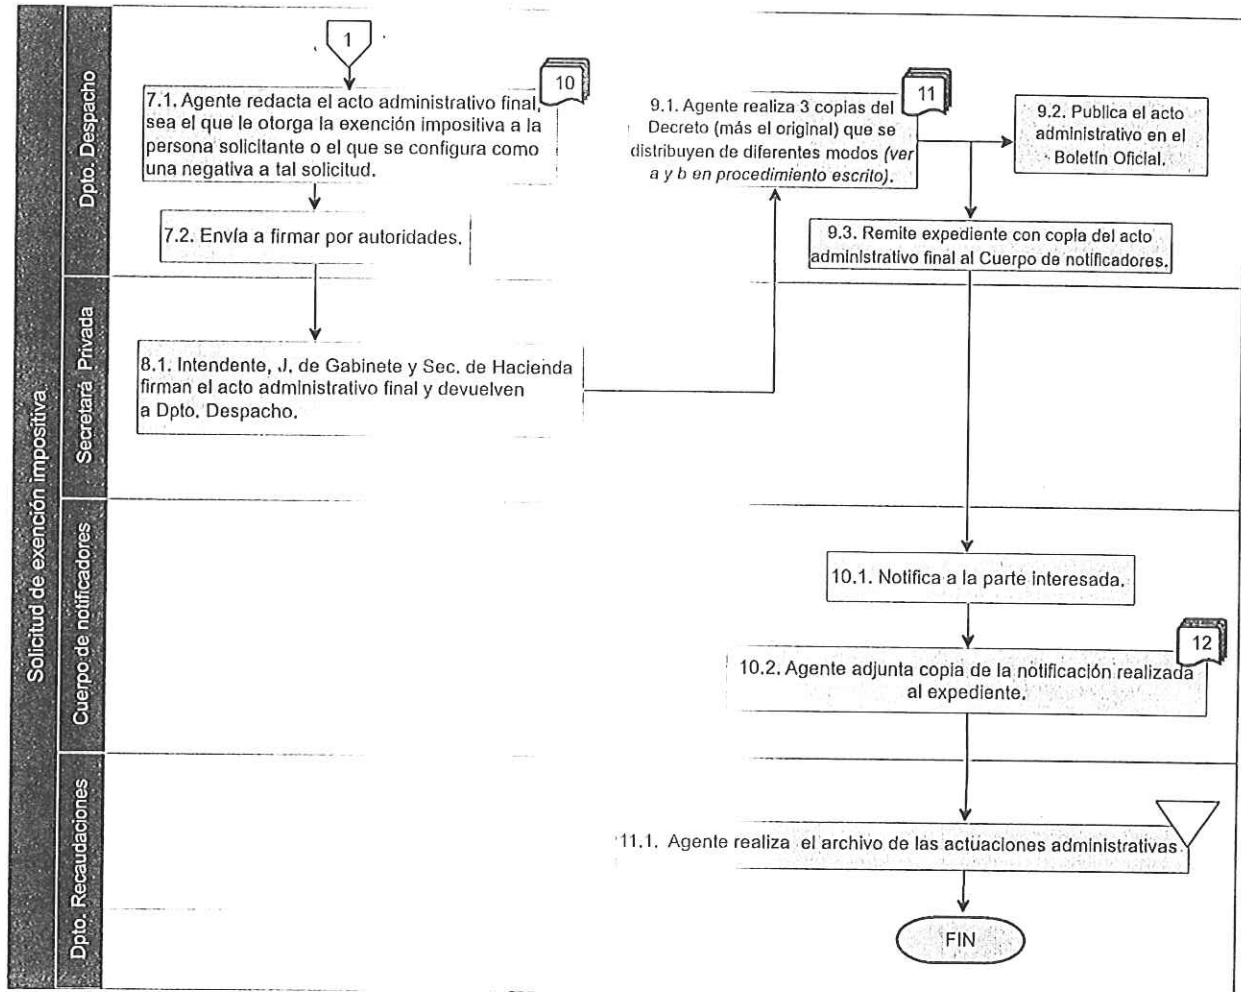 Solicitud de exención impositiva
Dpto. Despacho
1
10
7.1. Agente redacta el acto administrativo final,
sea el que le otorga la exención impositiva a la
persona solicitante o el que se configura como
una negativa a tal solicitud.
7.2. Envía a firmar por autoridades.
11
9.1. Agente realiza 3 copias del
Decreto (más el original) que se
distribuyen de diferentes modos (ver
a y b en procedimiento escrito).
9.2. Publica el acto
administrativo en el
Boletín Oficial.
9.3. Remite expediente con copia del acto
administrativo final al Cuerpo de notificadores.
Secretará Privada
8.1. Intendente, J. de Gabinete y Sec. de Hacienda
firman el acto administrativo final y devuelven
a Dpto. Despacho.
Cuerpo de notificadores
10.1. Notifica a la parte interesada.
12
10.2. Agente adjunta copia de la notificación realizada
al expediente.
Dpto. Recaudaciones
11.1. Agente realiza el archivo de las actuaciones administrativas.
FIN